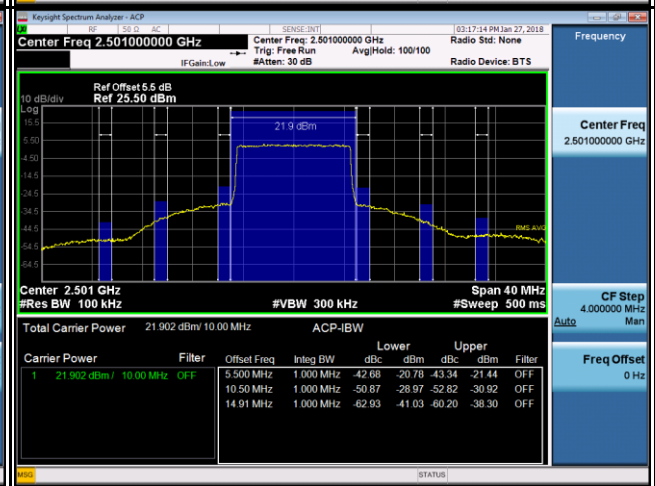 Keysight Spectrum Analyzer - ACP
RF 50 Ω AC SENSE:INT 03:17:14 PM Jan 27, 2018
Center Freq 2.501000000 GHz Center Freq: 2.501000000 GHz Radio Std: None
Trig: Free Run Avg|Hold: 100/100
IFGain:Low #Atten: 30 dB Radio Device: BTS
Frequency
Ref Offset 5.5 dB
10 dB/div Ref 25.50 dBm
Log
15.5
5.50
-4.50
-14.5
-24.5
-34.5
-44.5
-54.5
-64.5
21.9 dBm
RMS AVG
Center 2.501 GHz Span 40 MHz
#Res BW 100 kHz #VBW 300 kHz #Sweep 500 ms
Center Freq
2.501000000 GHz
CF Step
4.000000 MHz
Auto Man
Freq Offset
0 Hz
Total Carrier Power 21.902 dBm/ 10.00 MHz ACP-IBW
Lower Upper
Carrier Power Filter Offset Freq Integ BW dBc dBm dBc dBm Filter
1 21.902 dBm / 10.00 MHz OFF 5.500 MHz 1.000 MHz -42.68 -20.78 -43.34 -21.44 OFF
10.50 MHz 1.000 MHz -50.87 -28.97 -52.82 -30.92 OFF
14.91 MHz 1.000 MHz -62.93 -41.03 -60.20 -38.30 OFF
MSG STATUS